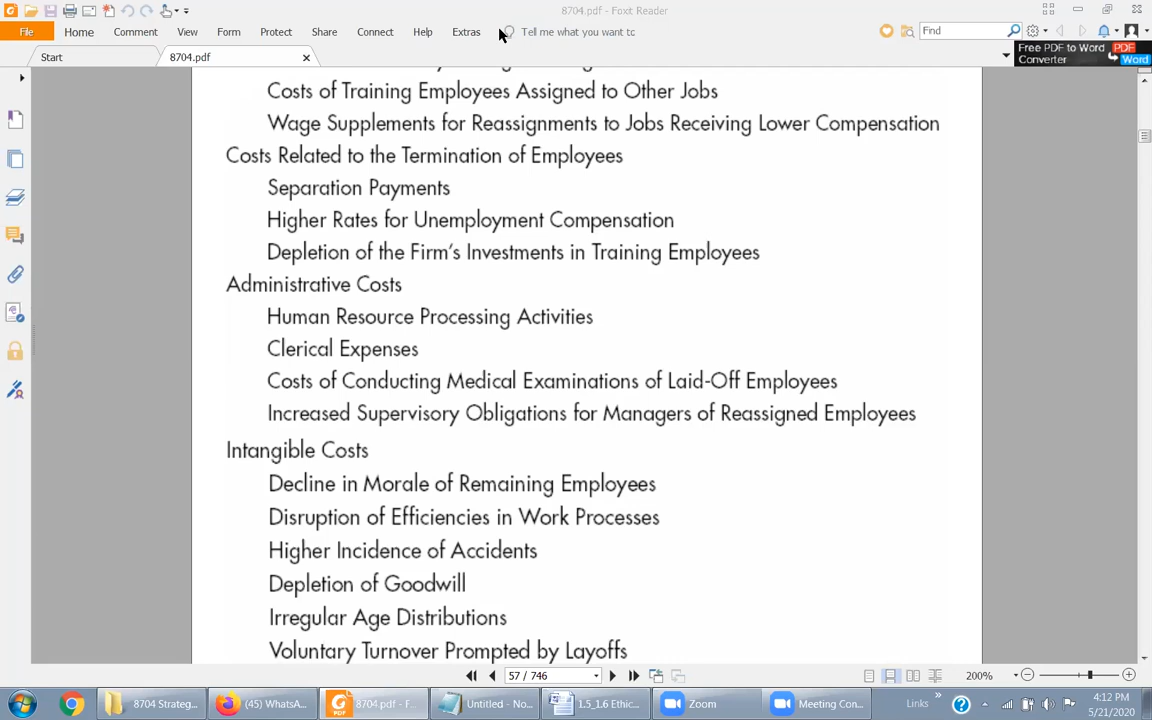 8704.pdf - Foxit Reader
File Home Comment View Form Protect Share Connect Help Extras Tell me what you want to Find
Start 8704.pdf
Free PDF to Word Converter PDF Word
Costs of Training Employees Assigned to Other Jobs
Wage Supplements for Reassignments to Jobs Receiving Lower Compensation
Costs Related to the Termination of Employees
Separation Payments
Higher Rates for Unemployment Compensation
Depletion of the Firm's Investments in Training Employees
Administrative Costs
Human Resource Processing Activities
Clerical Expenses
Costs of Conducting Medical Examinations of Laid-Off Employees
Increased Supervisory Obligations for Managers of Reassigned Employees
Intangible Costs
Decline in Morale of Remaining Employees
Disruption of Efficiencies in Work Processes
Higher Incidence of Accidents
Depletion of Goodwill
Irregular Age Distributions
Voluntary Turnover Prompted by Layoffs
57 / 746 200%
8704 Strateg... (45) WhatsA... 8704.pdf - F... Untitled - No... 1.5_1.6 Ethic... Zoom Meeting Con... Links » 4:12 PM
5/21/2020